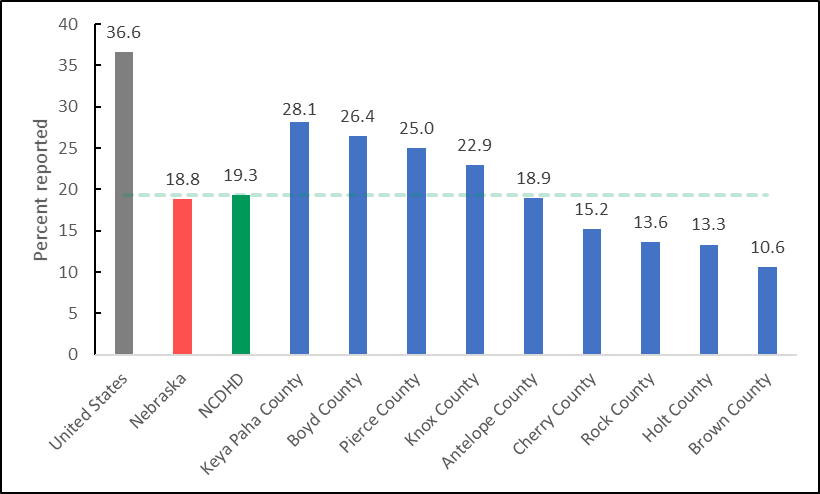 Percent reported
40
35
30
25
20
15
10
5
0
36.6
18.8
19.3
28.1
26.4
25.0
22.9
18.9
15.2
13.6
13.3
10.6
United States
Nebraska
NCDHD
Keya Paha County
Boyd County
Pierce County
Knox County
Antelope County
Cherry County
Rock County
Holt County
Brown County